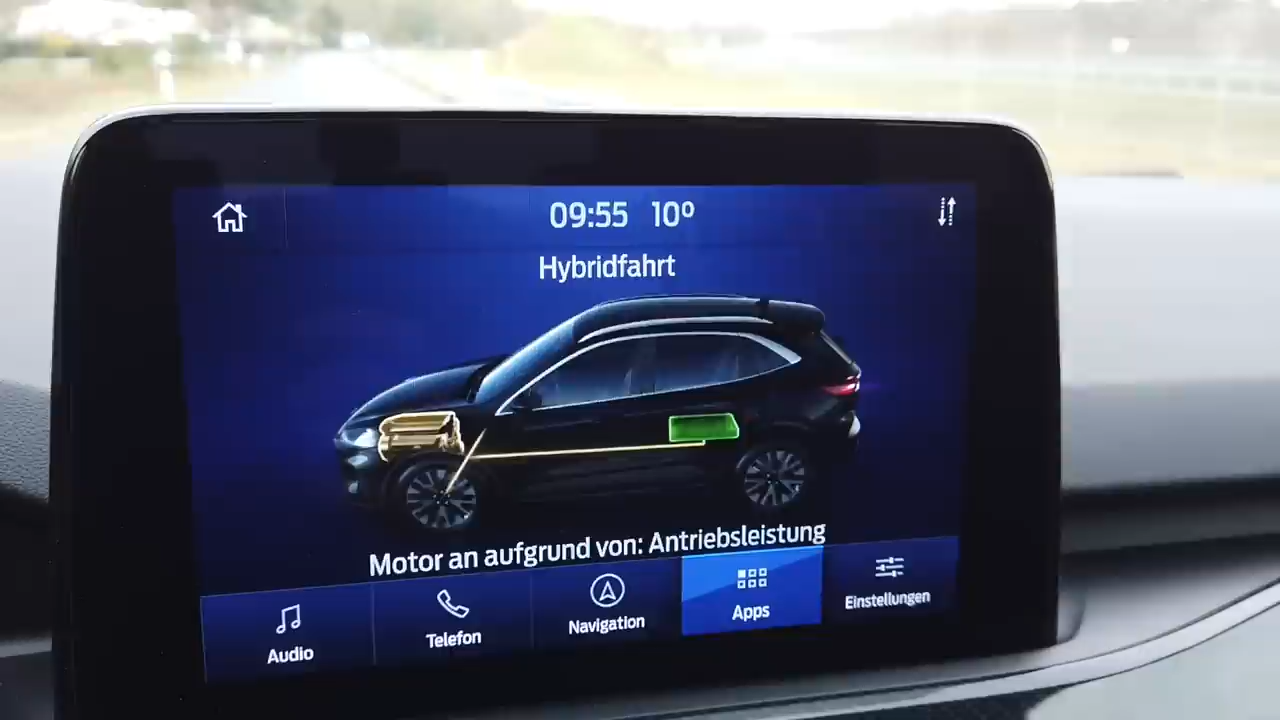 09:55 10°
Hybridfahrt
Motor an aufgrund von: Antriebsleistung
Audio
Telefon
Navigation
Apps
Einstellungen